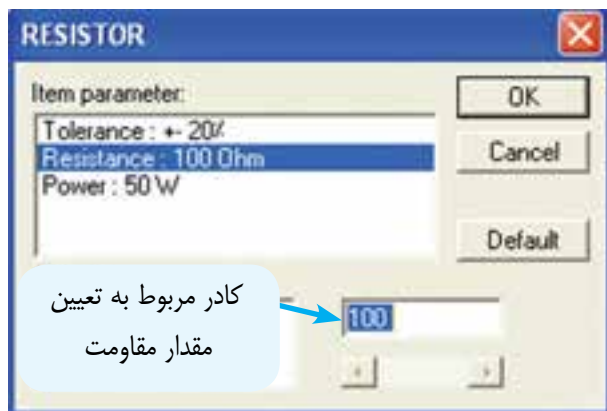 RESISTOR
Item parameter:
OK
Tolerance : +- 20%
Resistance : 100 Ohm
Cancel
Power : 50 W
Default
کادر مربوط به تعیین
مقدار مقاومت
100